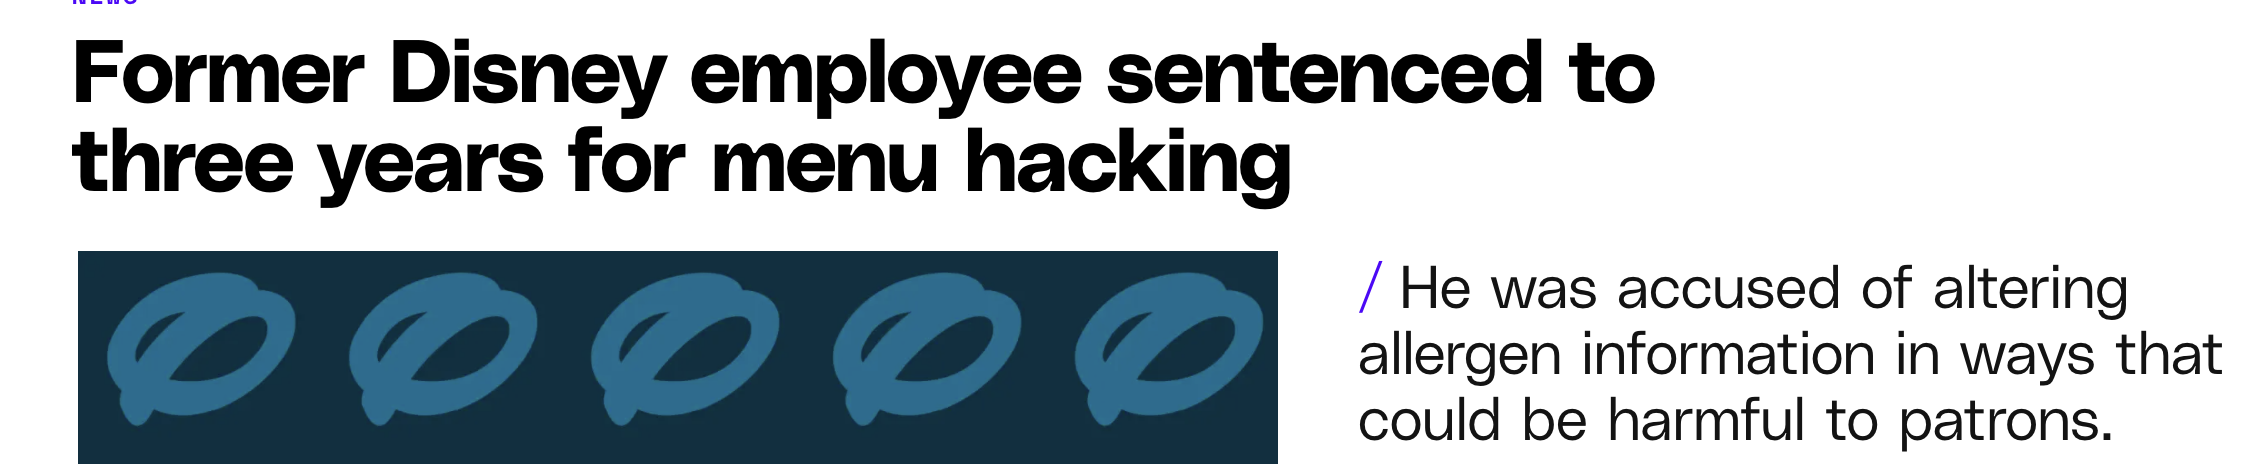 NEWS
Former Disney employee sentenced to
three years for menu hacking
/ He was accused of altering
allergen information in ways that
could be harmful to patrons.